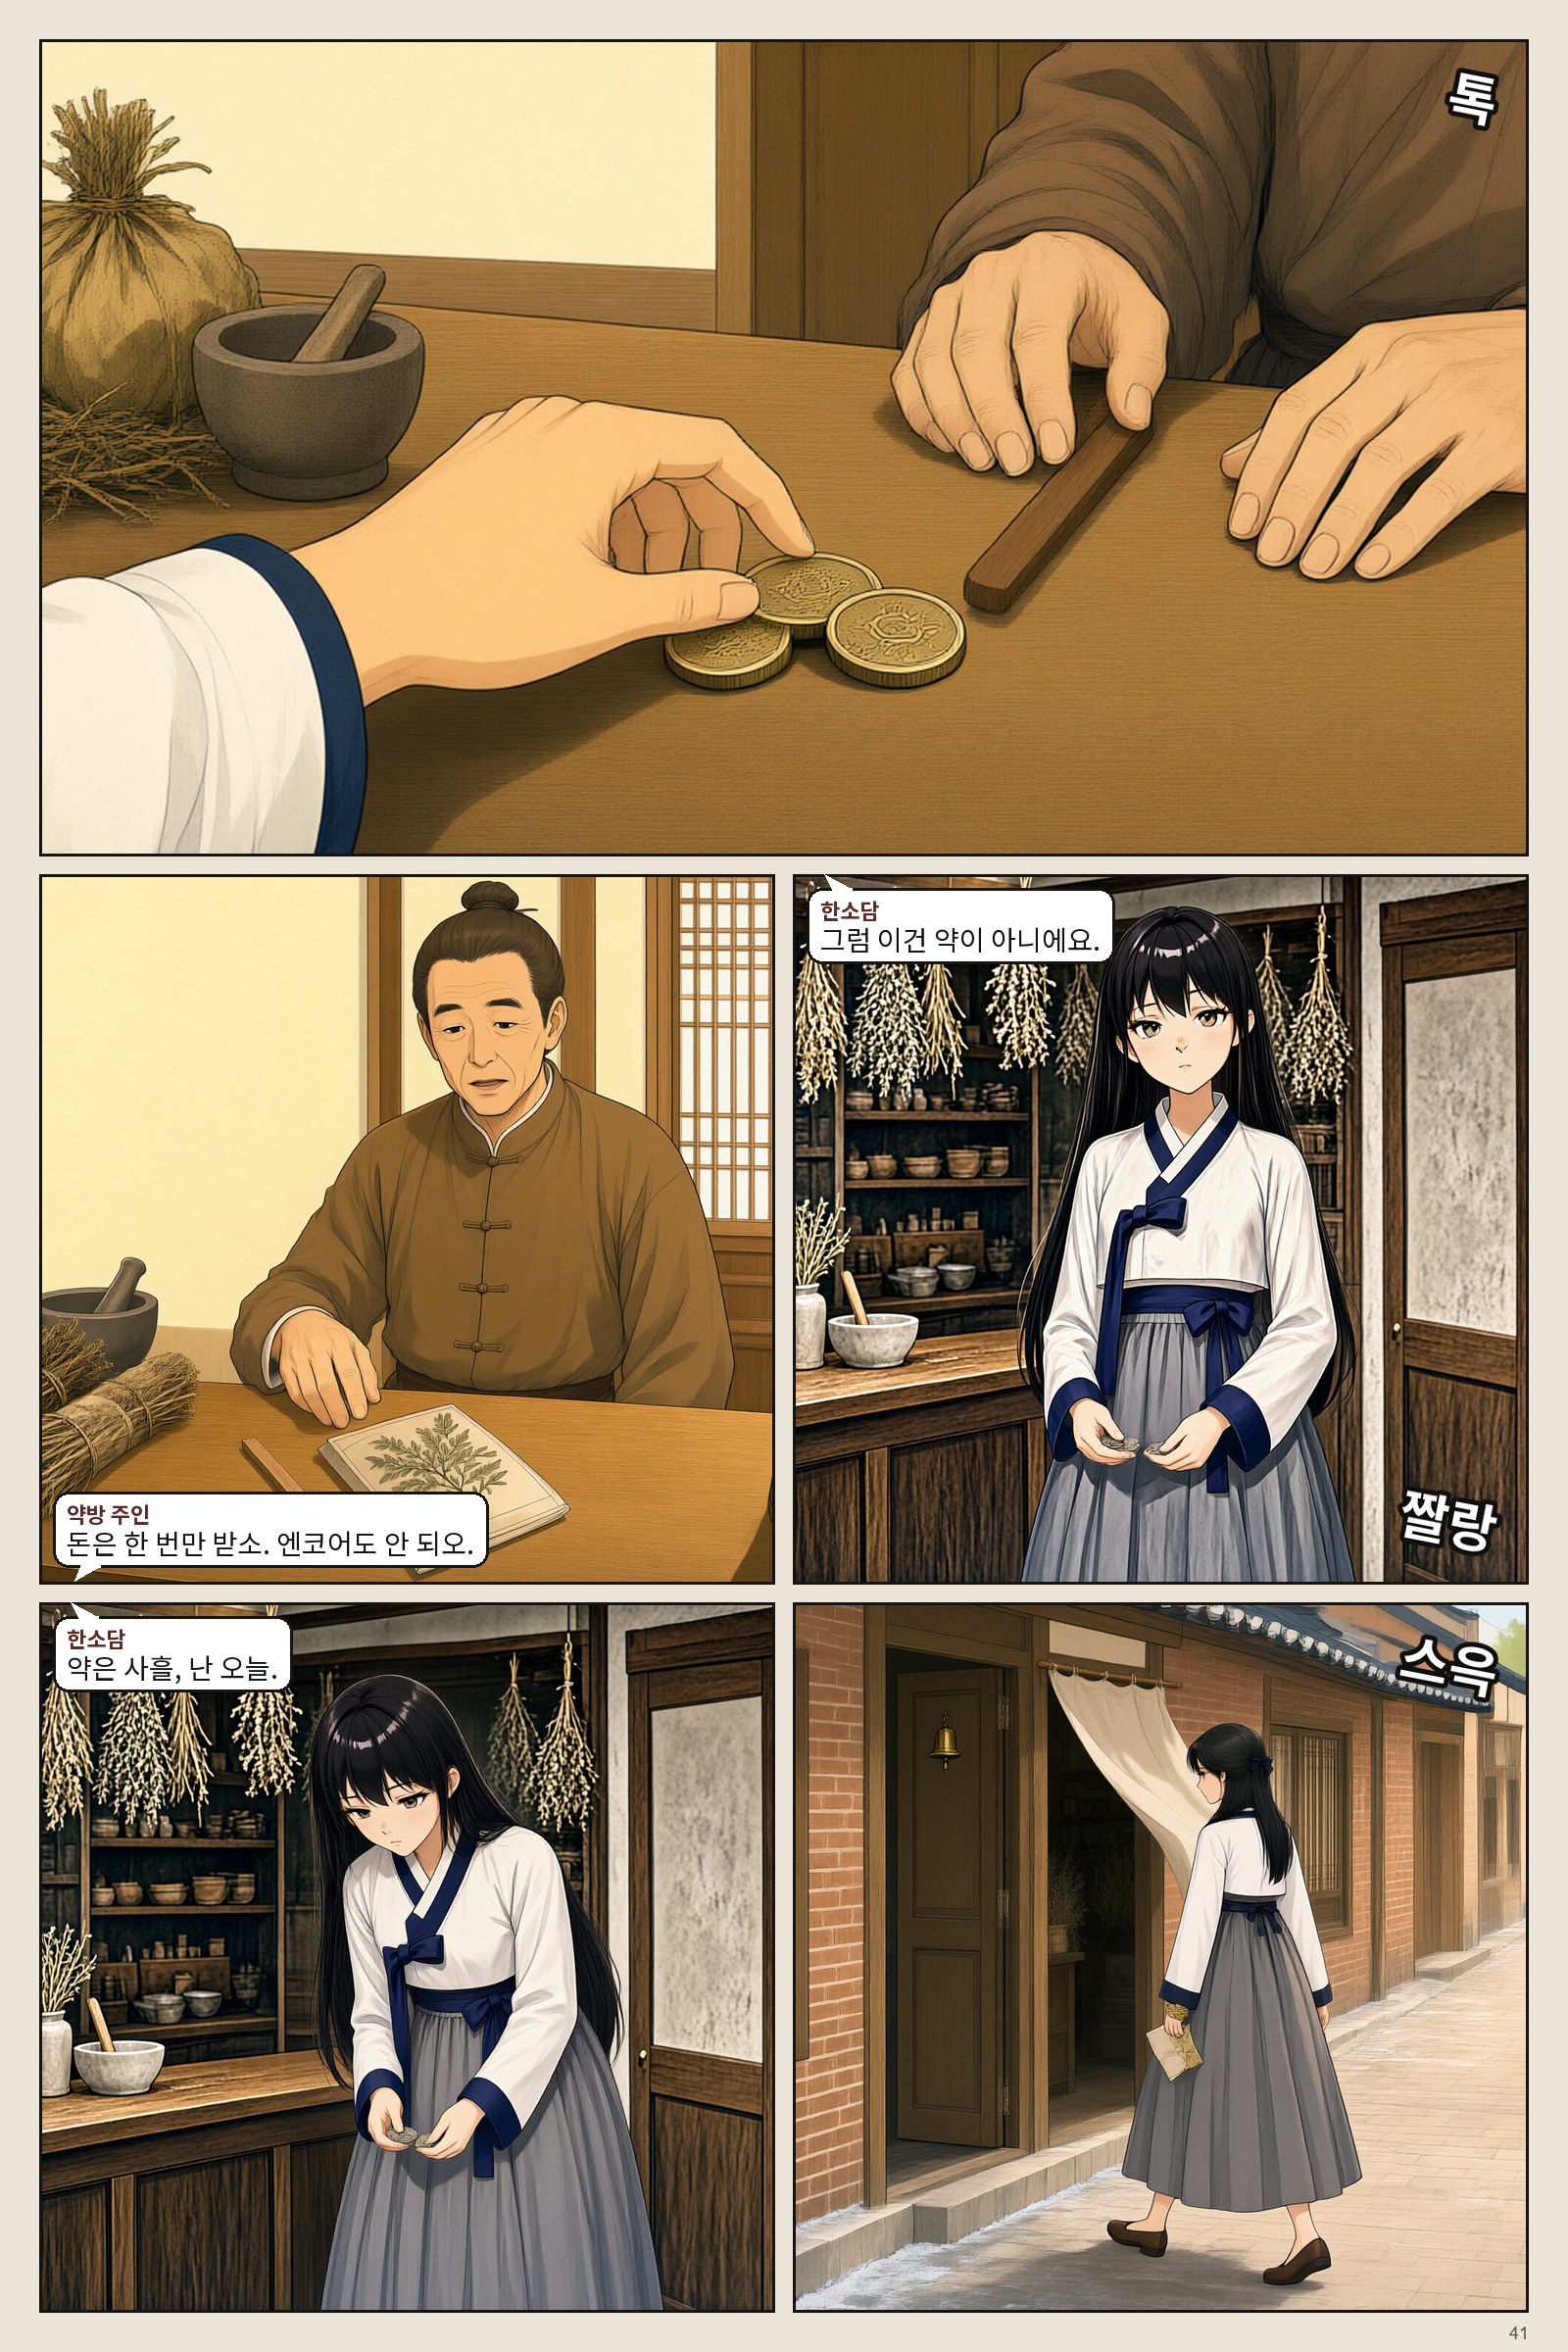 톡
약방 주인
돈은 한 번만 받소. 엔코어도 안 되오.
한소담
그럼 이건 약이 아니에요.
짤랑
한소담
약은 사흘, 난 오늘.
스윽
41